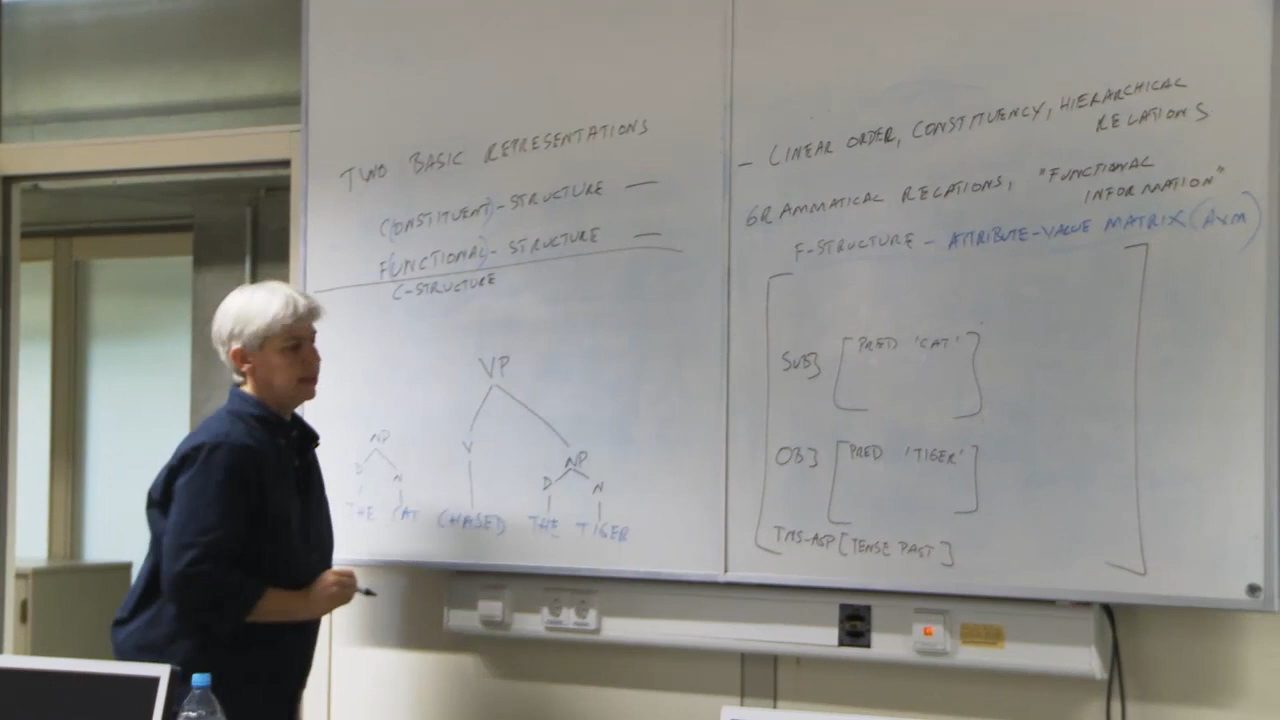 TWO BASIC REPRESENTATIONS
C(ONSTITUENT)-STRUCTURE —
F(UNCTIONAL)-STRUCTURE —
C-STRUCTURE
VP
NP V NP
D N D N
THE CAT CHASED THE TIGER
— LINEAR ORDER, CONSTITUENCY, HIERARCHICAL
RELATIONS
GRAMMATICAL RELATIONS, "FUNCTIONAL
INFORMATION"
F-STRUCTURE - ATTRIBUTE-VALUE MATRIX (AVM)
SUBJ [PRED 'CAT']
OBJ [PRED 'TIGER']
TNS-ASP [TENSE PAST]